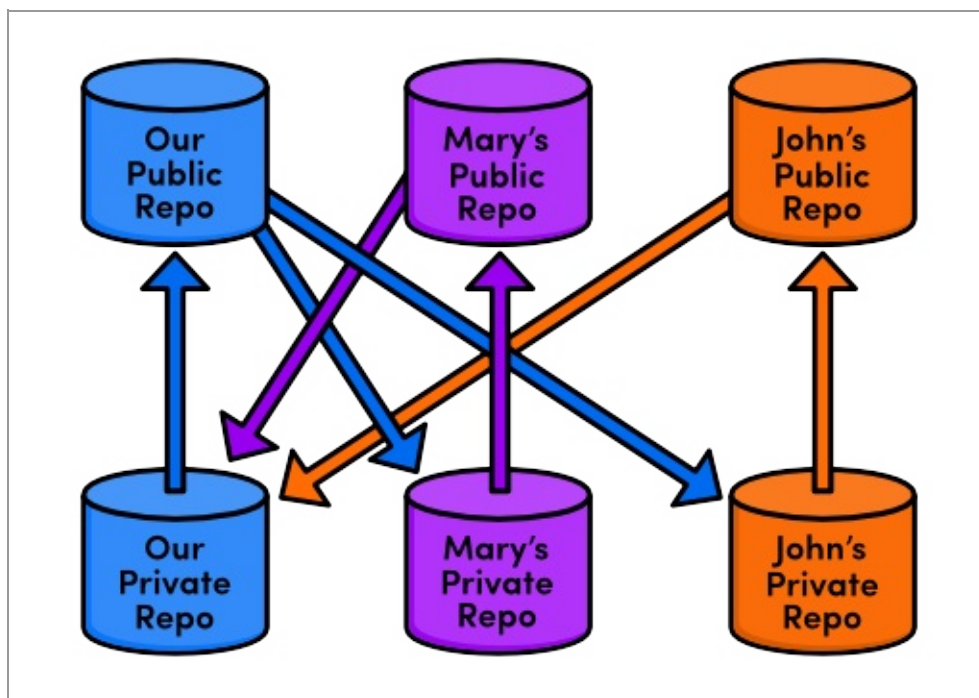 Our
Public
Repo
Mary's
Public
Repo
John's
Public
Repo
Our
Private
Repo
Mary's
Private
Repo
John's
Private
Repo